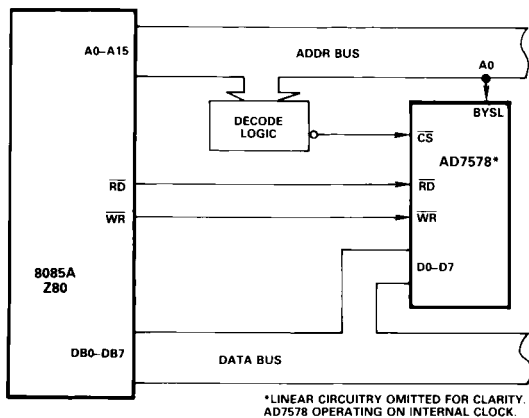 A0–A15
ADDR BUS
A0
DECODE
LOGIC
BYSL
CS
AD7578*
RD
RD
WR
WR
8085A
Z80
D0–D7
DB0–DB7
DATA BUS
*LINEAR CIRCUITRY OMITTED FOR CLARITY.
AD7578 OPERATING ON INTERNAL CLOCK.